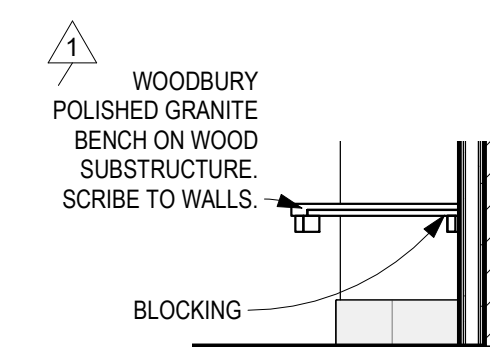 1
WOODBURY
POLISHED GRANITE
BENCH ON WOOD
SUBSTRUCTURE.
SCRIBE TO WALLS.
BLOCKING